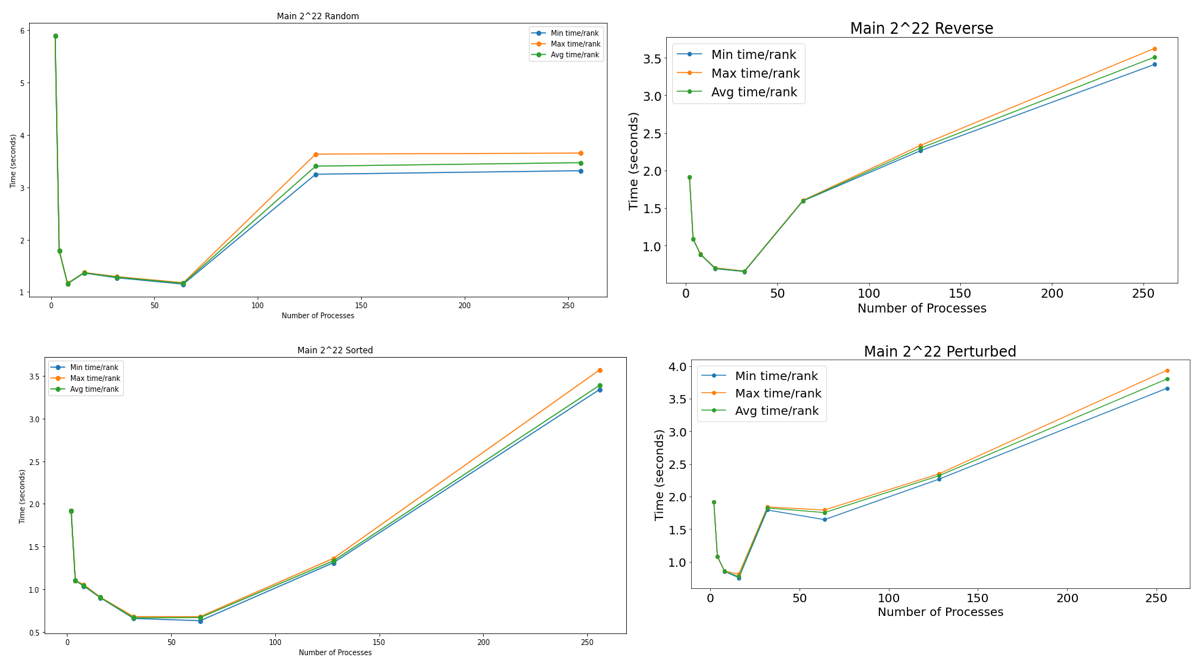 Main 2^22 Random
Min time/rank
Max time/rank
Avg time/rank
Time (seconds)
6
5
4
3
2
1
0 50 100 150 200 250
Number of Processes
Main 2^22 Reverse
Min time/rank
Max time/rank
Avg time/rank
Time (seconds)
3.5
3.0
2.5
2.0
1.5
1.0
0 50 100 150 200 250
Number of Processes
Main 2^22 Sorted
Min time/rank
Max time/rank
Avg time/rank
Time (seconds)
3.5
3.0
2.5
2.0
1.5
1.0
0.5
0 50 100 150 200 250
Number of Processes
Main 2^22 Perturbed
Min time/rank
Max time/rank
Avg time/rank
Time (seconds)
4.0
3.5
3.0
2.5
2.0
1.5
1.0
0 50 100 150 200 250
Number of Processes